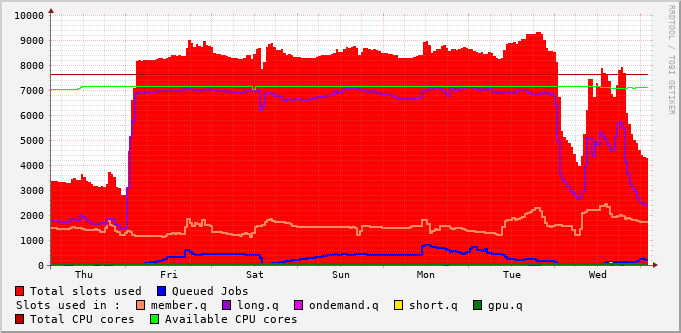 10000
9000
8000
7000
6000
5000
4000
3000
2000
1000
0
Thu Fri Sat Sun Mon Tue Wed
RRDTOOL / TOBI OETIKER
Total slots used Queued Jobs
Slots used in : member.q long.q ondemand.q short.q gpu.q
Total CPU cores Available CPU cores